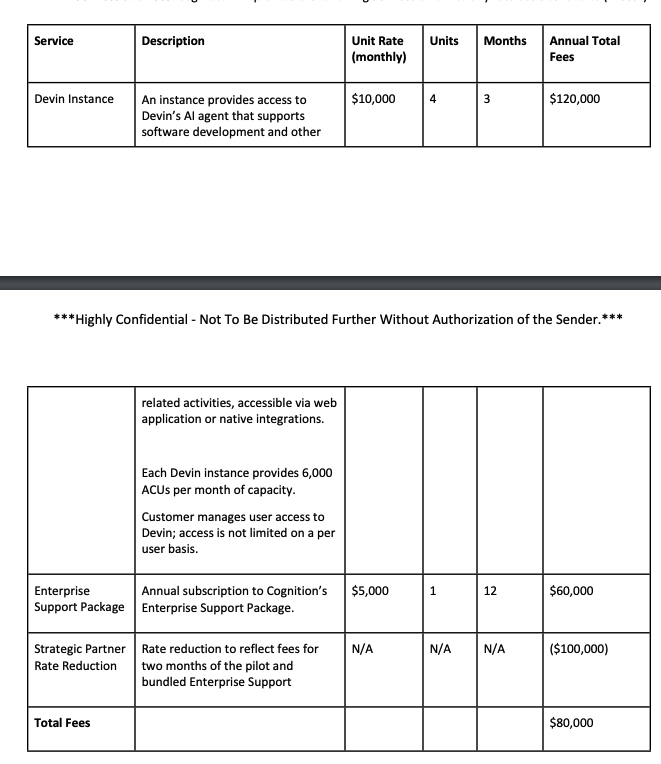 Service Description Unit Rate Units Months Annual Total
(monthly) Fees
Devin Instance An instance provides access to $10,000 4 3 $120,000
Devin's AI agent that supports
software development and other
***Highly Confidential - Not To Be Distributed Further Without Authorization of the Sender.***
related activities, accessible via web
application or native integrations.
Each Devin instance provides 6,000
ACUs per month of capacity.
Customer manages user access to
Devin; access is not limited on a per
user basis.
Enterprise Annual subscription to Cognition's $5,000 1 12 $60,000
Support Package Enterprise Support Package.
Strategic Partner Rate reduction to reflect fees for N/A N/A N/A ($100,000)
Rate Reduction two months of the pilot and
bundled Enterprise Support
Total Fees $80,000